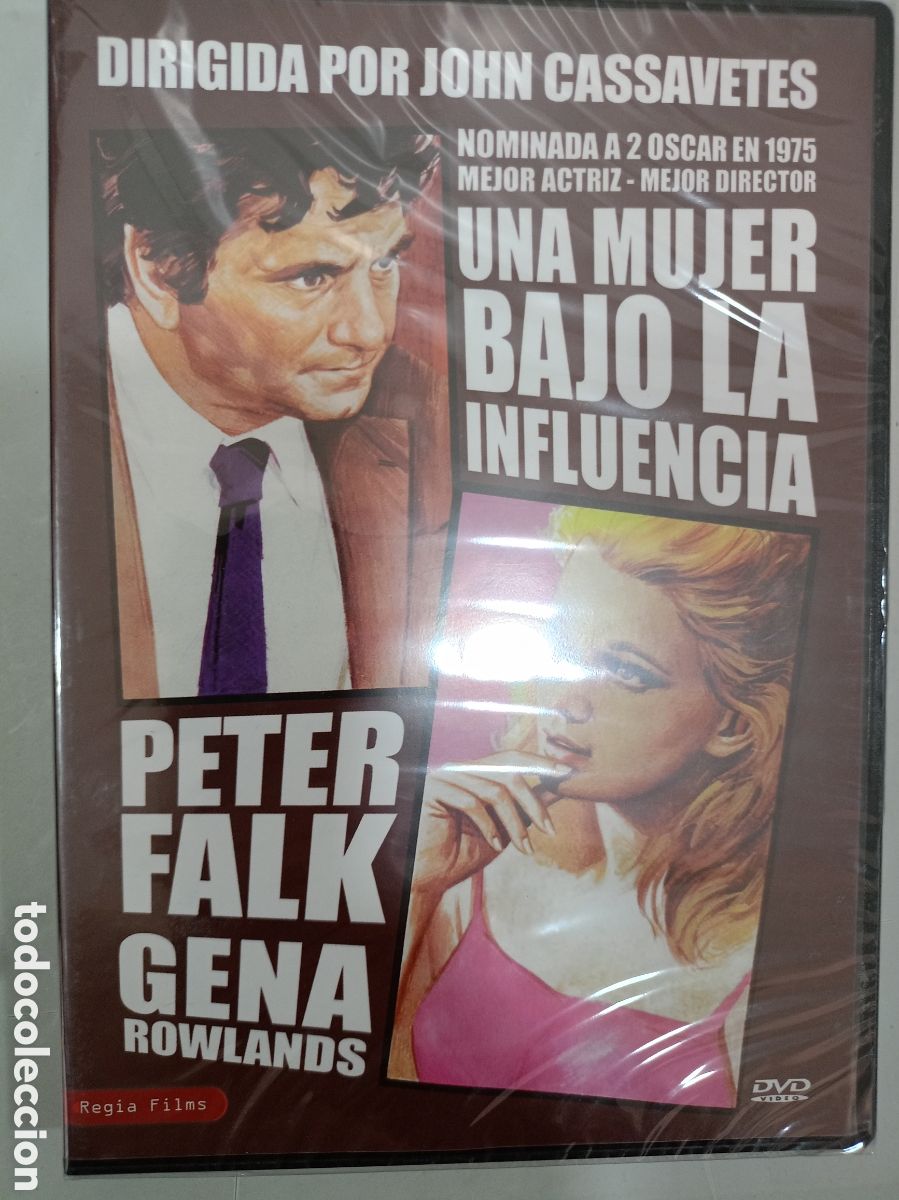 DIRIGIDA POR JOHN CASSAVETES
NOMINADA A 2 OSCAR EN 1975
MEJOR ACTRIZ - MEJOR DIRECTOR
UNA MUJER
BAJO LA
INFLUENCIA
PETER
FALK
GENA
ROWLANDS
Regia Films
DVD
VIDEO
todocoleccion